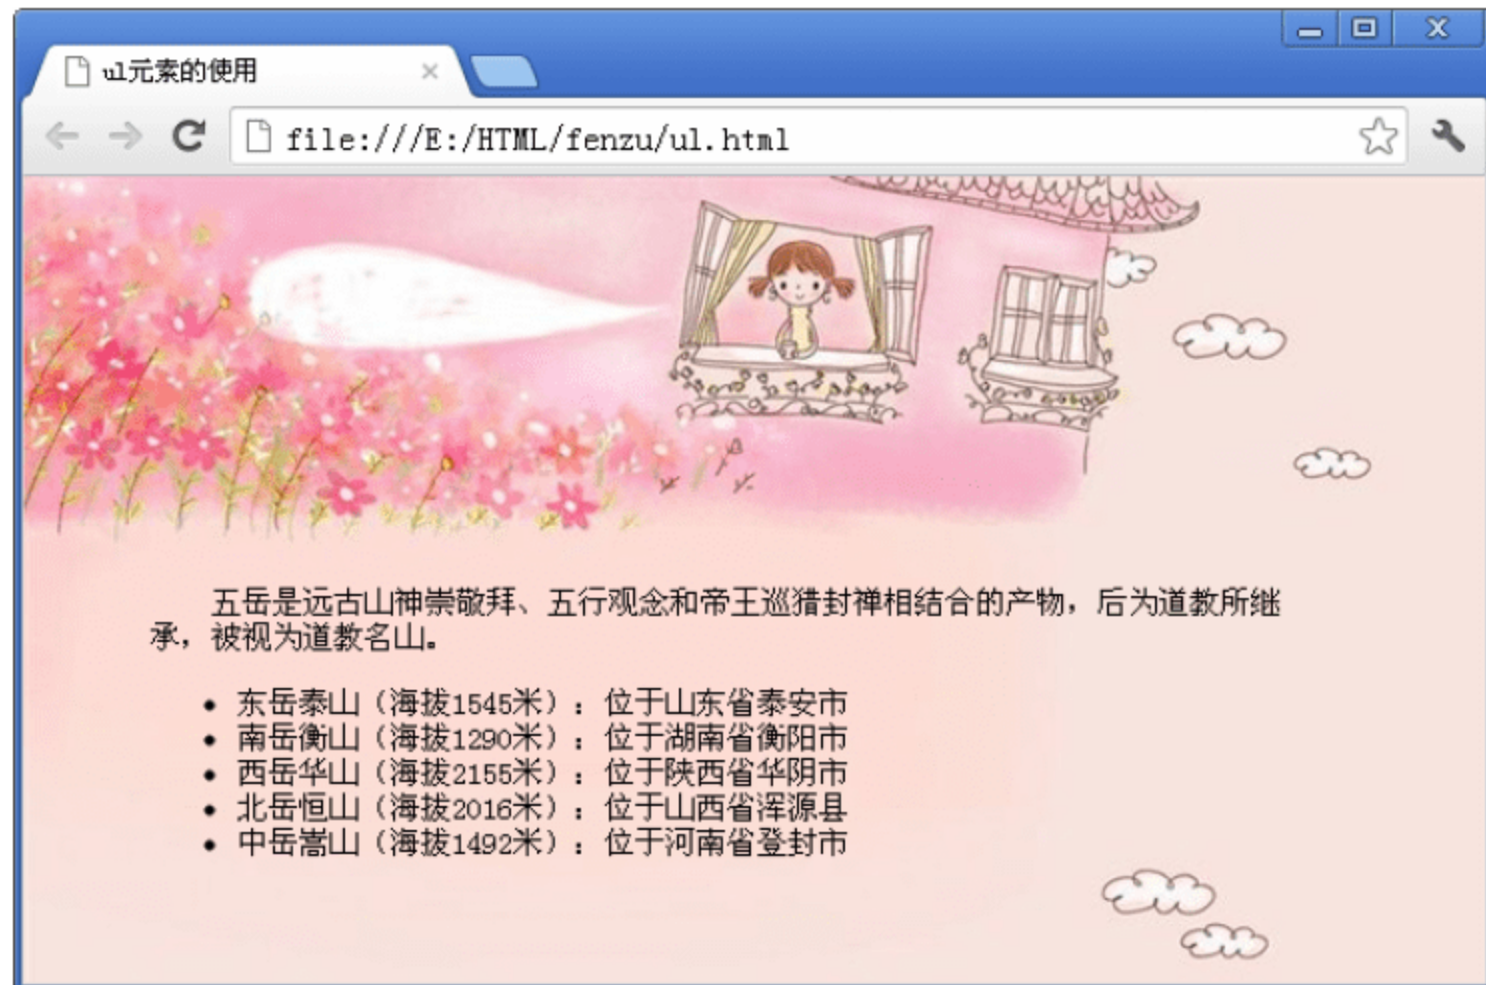 ul元素的使用
file:///E:/HTML/fenzu/ul.html
五岳是远古山神崇敬拜、五行观念和帝王巡猎封禅相结合的产物，后为道教所继
承，被视为道教名山。
• 东岳泰山（海拔1545米）：位于山东省泰安市
• 南岳衡山（海拔1290米）：位于湖南省衡阳市
• 西岳华山（海拔2155米）：位于陕西省华阴市
• 北岳恒山（海拔2016米）：位于山西省浑源县
• 中岳嵩山（海拔1492米）：位于河南省登封市